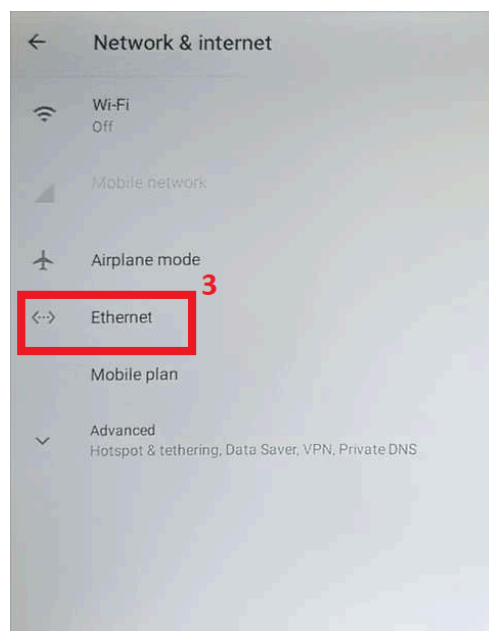 Network & internet
Wi-Fi
Off
Mobile network
Airplane mode
3
Ethernet
Mobile plan
Advanced
Hotspot & tethering, Data Saver, VPN, Private DNS